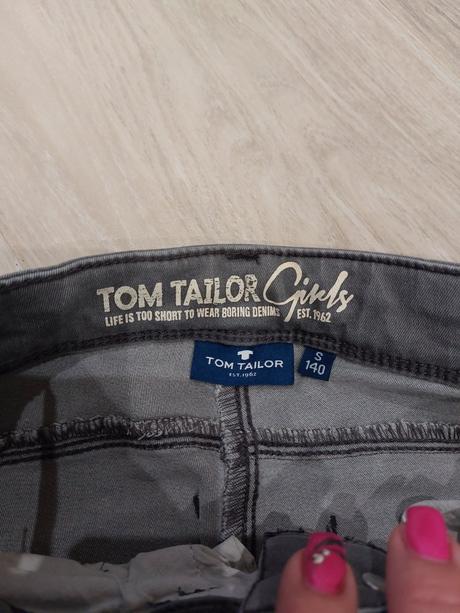 TOM TAILOR Girls
LIFE IS TOO SHORT TO WEAR BORING DENIMS EST. 1962
TOM TAILOR
EST. 1962
S
140